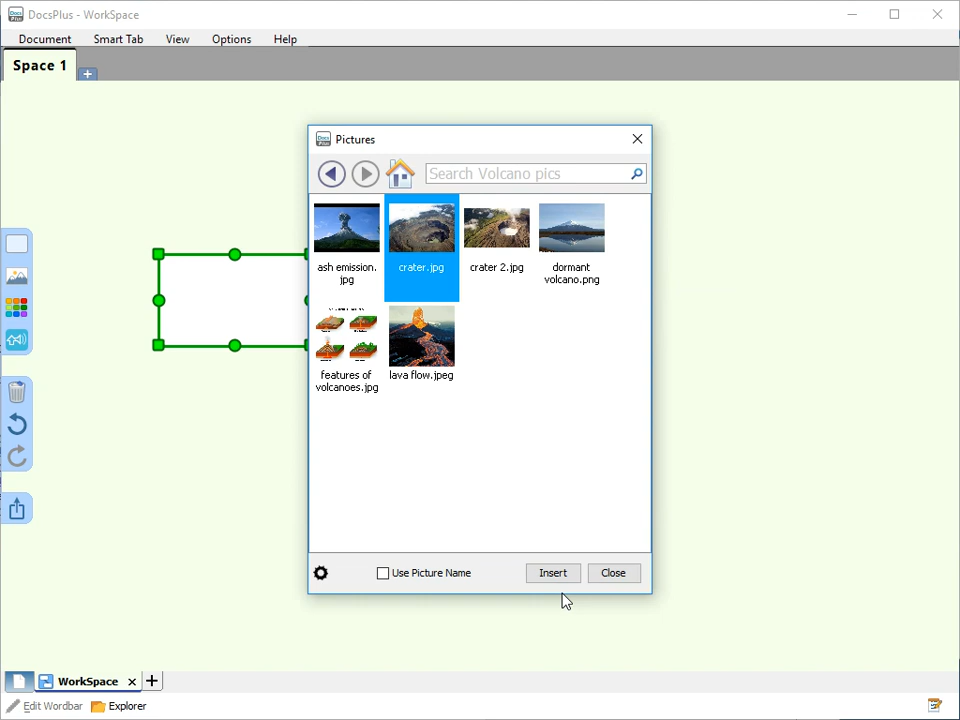 DocsPlus - WorkSpace
Document Smart Tab View Options Help
Space 1
Pictures
Search Volcano pics
ash emission.
jpg
crater.jpg
crater 2.jpg
dormant
volcano.png
features of
volcanoes.jpg
lava flow.jpeg
Use Picture Name
Insert
Close
WorkSpace
Edit Wordbar
Explorer